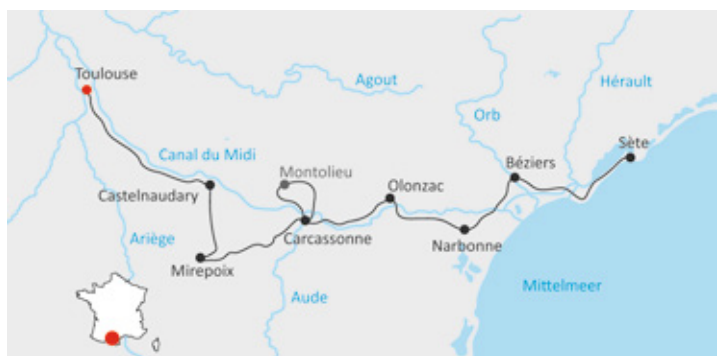 Toulouse
Agout
Hérault
Orb
Sète
Canal du Midi
Béziers
Montolieu
Olonzac
Castelnaudary
Ariège
Carcassonne
Narbonne
Mirepoix
Mittelmeer
Aude